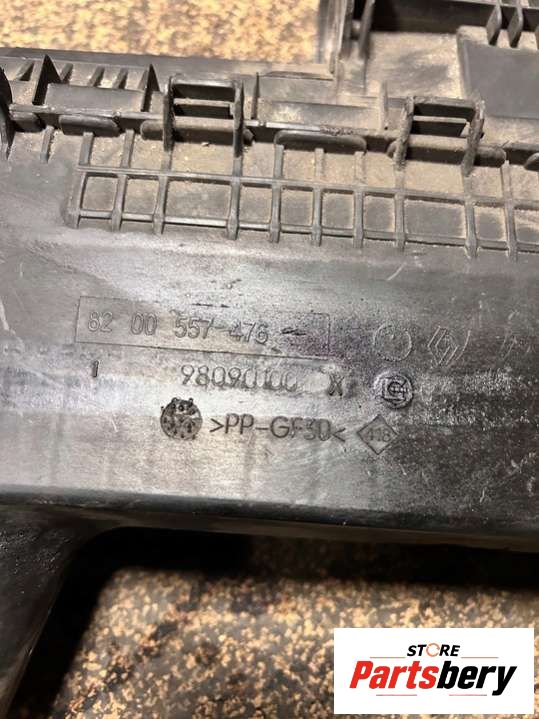 82 00 557 476
1 98090100 X
>PP-GF30<
STORE
Partsbery